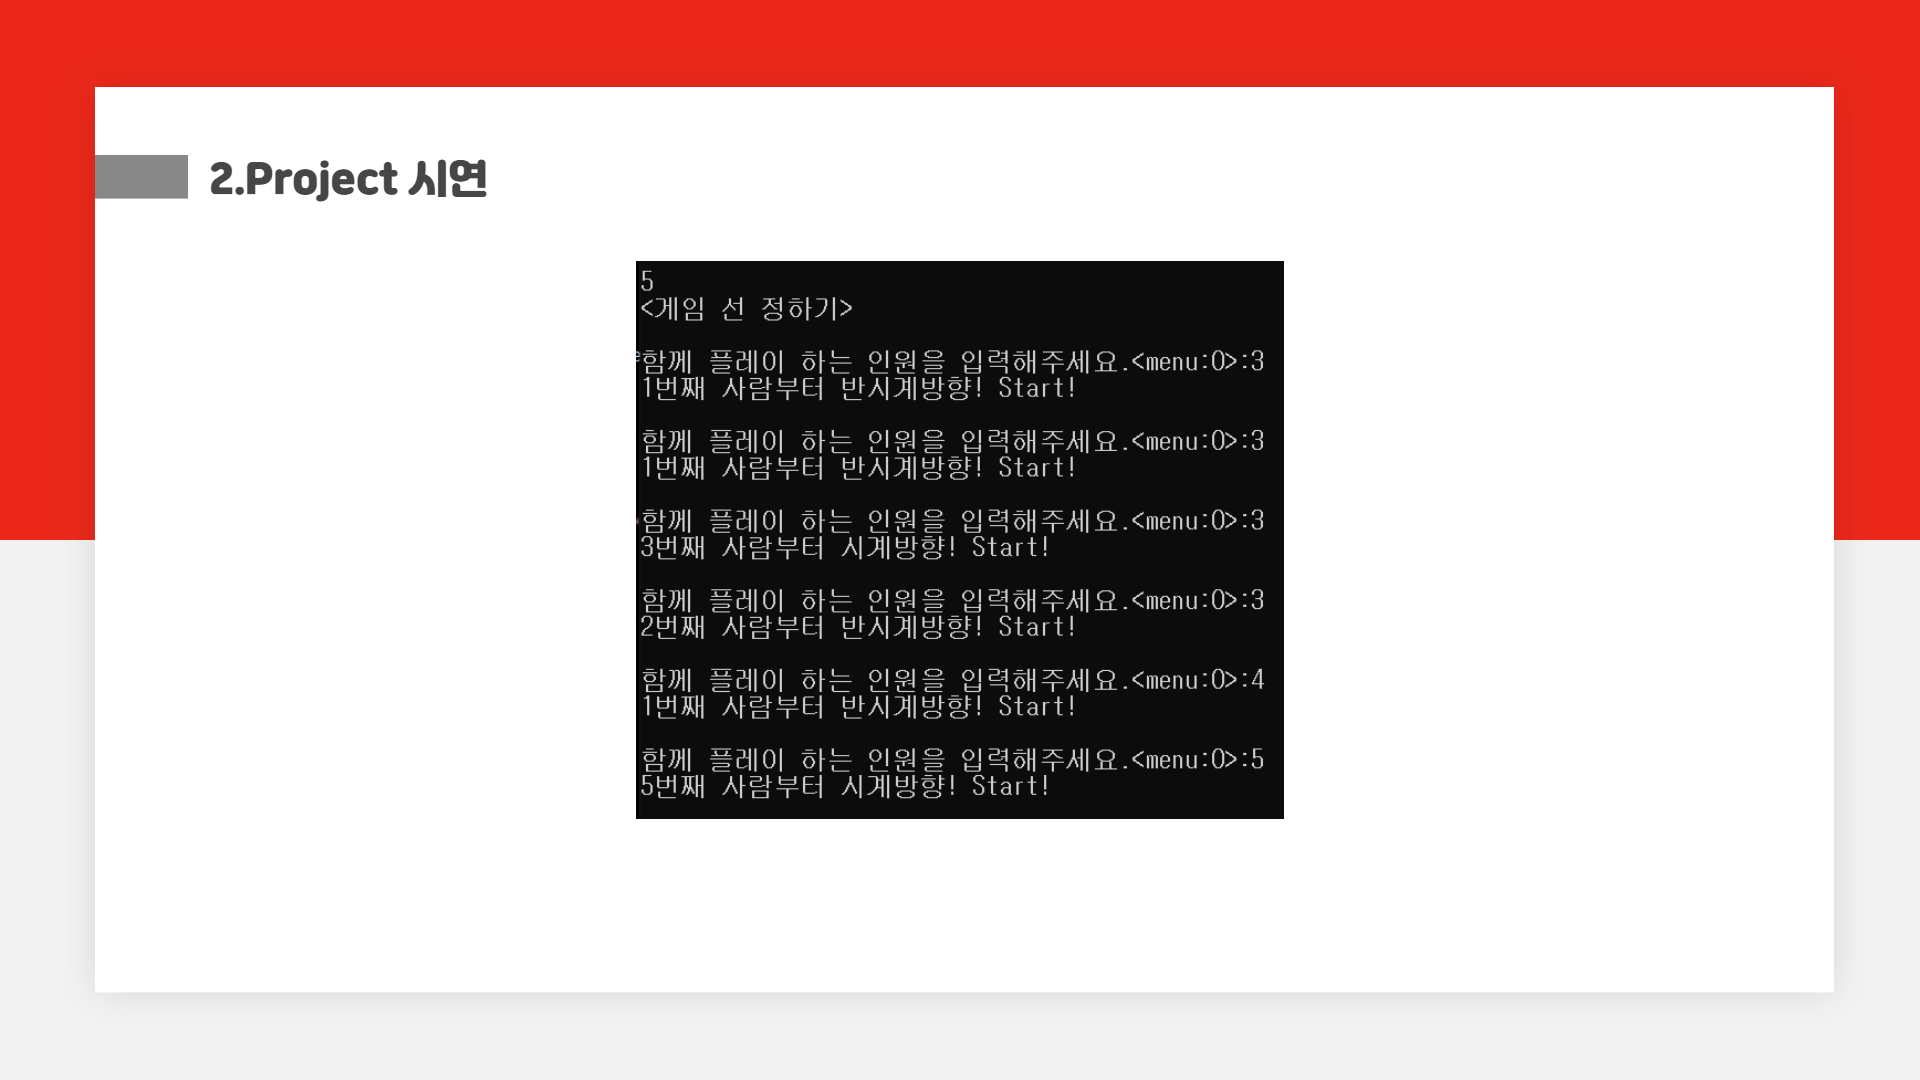 2.Project 시연
5
<게임 선 정하기>
함께 플레이 하는 인원을 입력해주세요.<menu:0>:3
1번째 사람부터 반시계방향! Start!
함께 플레이 하는 인원을 입력해주세요.<menu:0>:3
1번째 사람부터 반시계방향! Start!
함께 플레이 하는 인원을 입력해주세요.<menu:0>:3
3번째 사람부터 시계방향! Start!
함께 플레이 하는 인원을 입력해주세요.<menu:0>:3
2번째 사람부터 반시계방향! Start!
함께 플레이 하는 인원을 입력해주세요.<menu:0>:4
1번째 사람부터 반시계방향! Start!
함께 플레이 하는 인원을 입력해주세요.<menu:0>:5
5번째 사람부터 시계방향! Start!